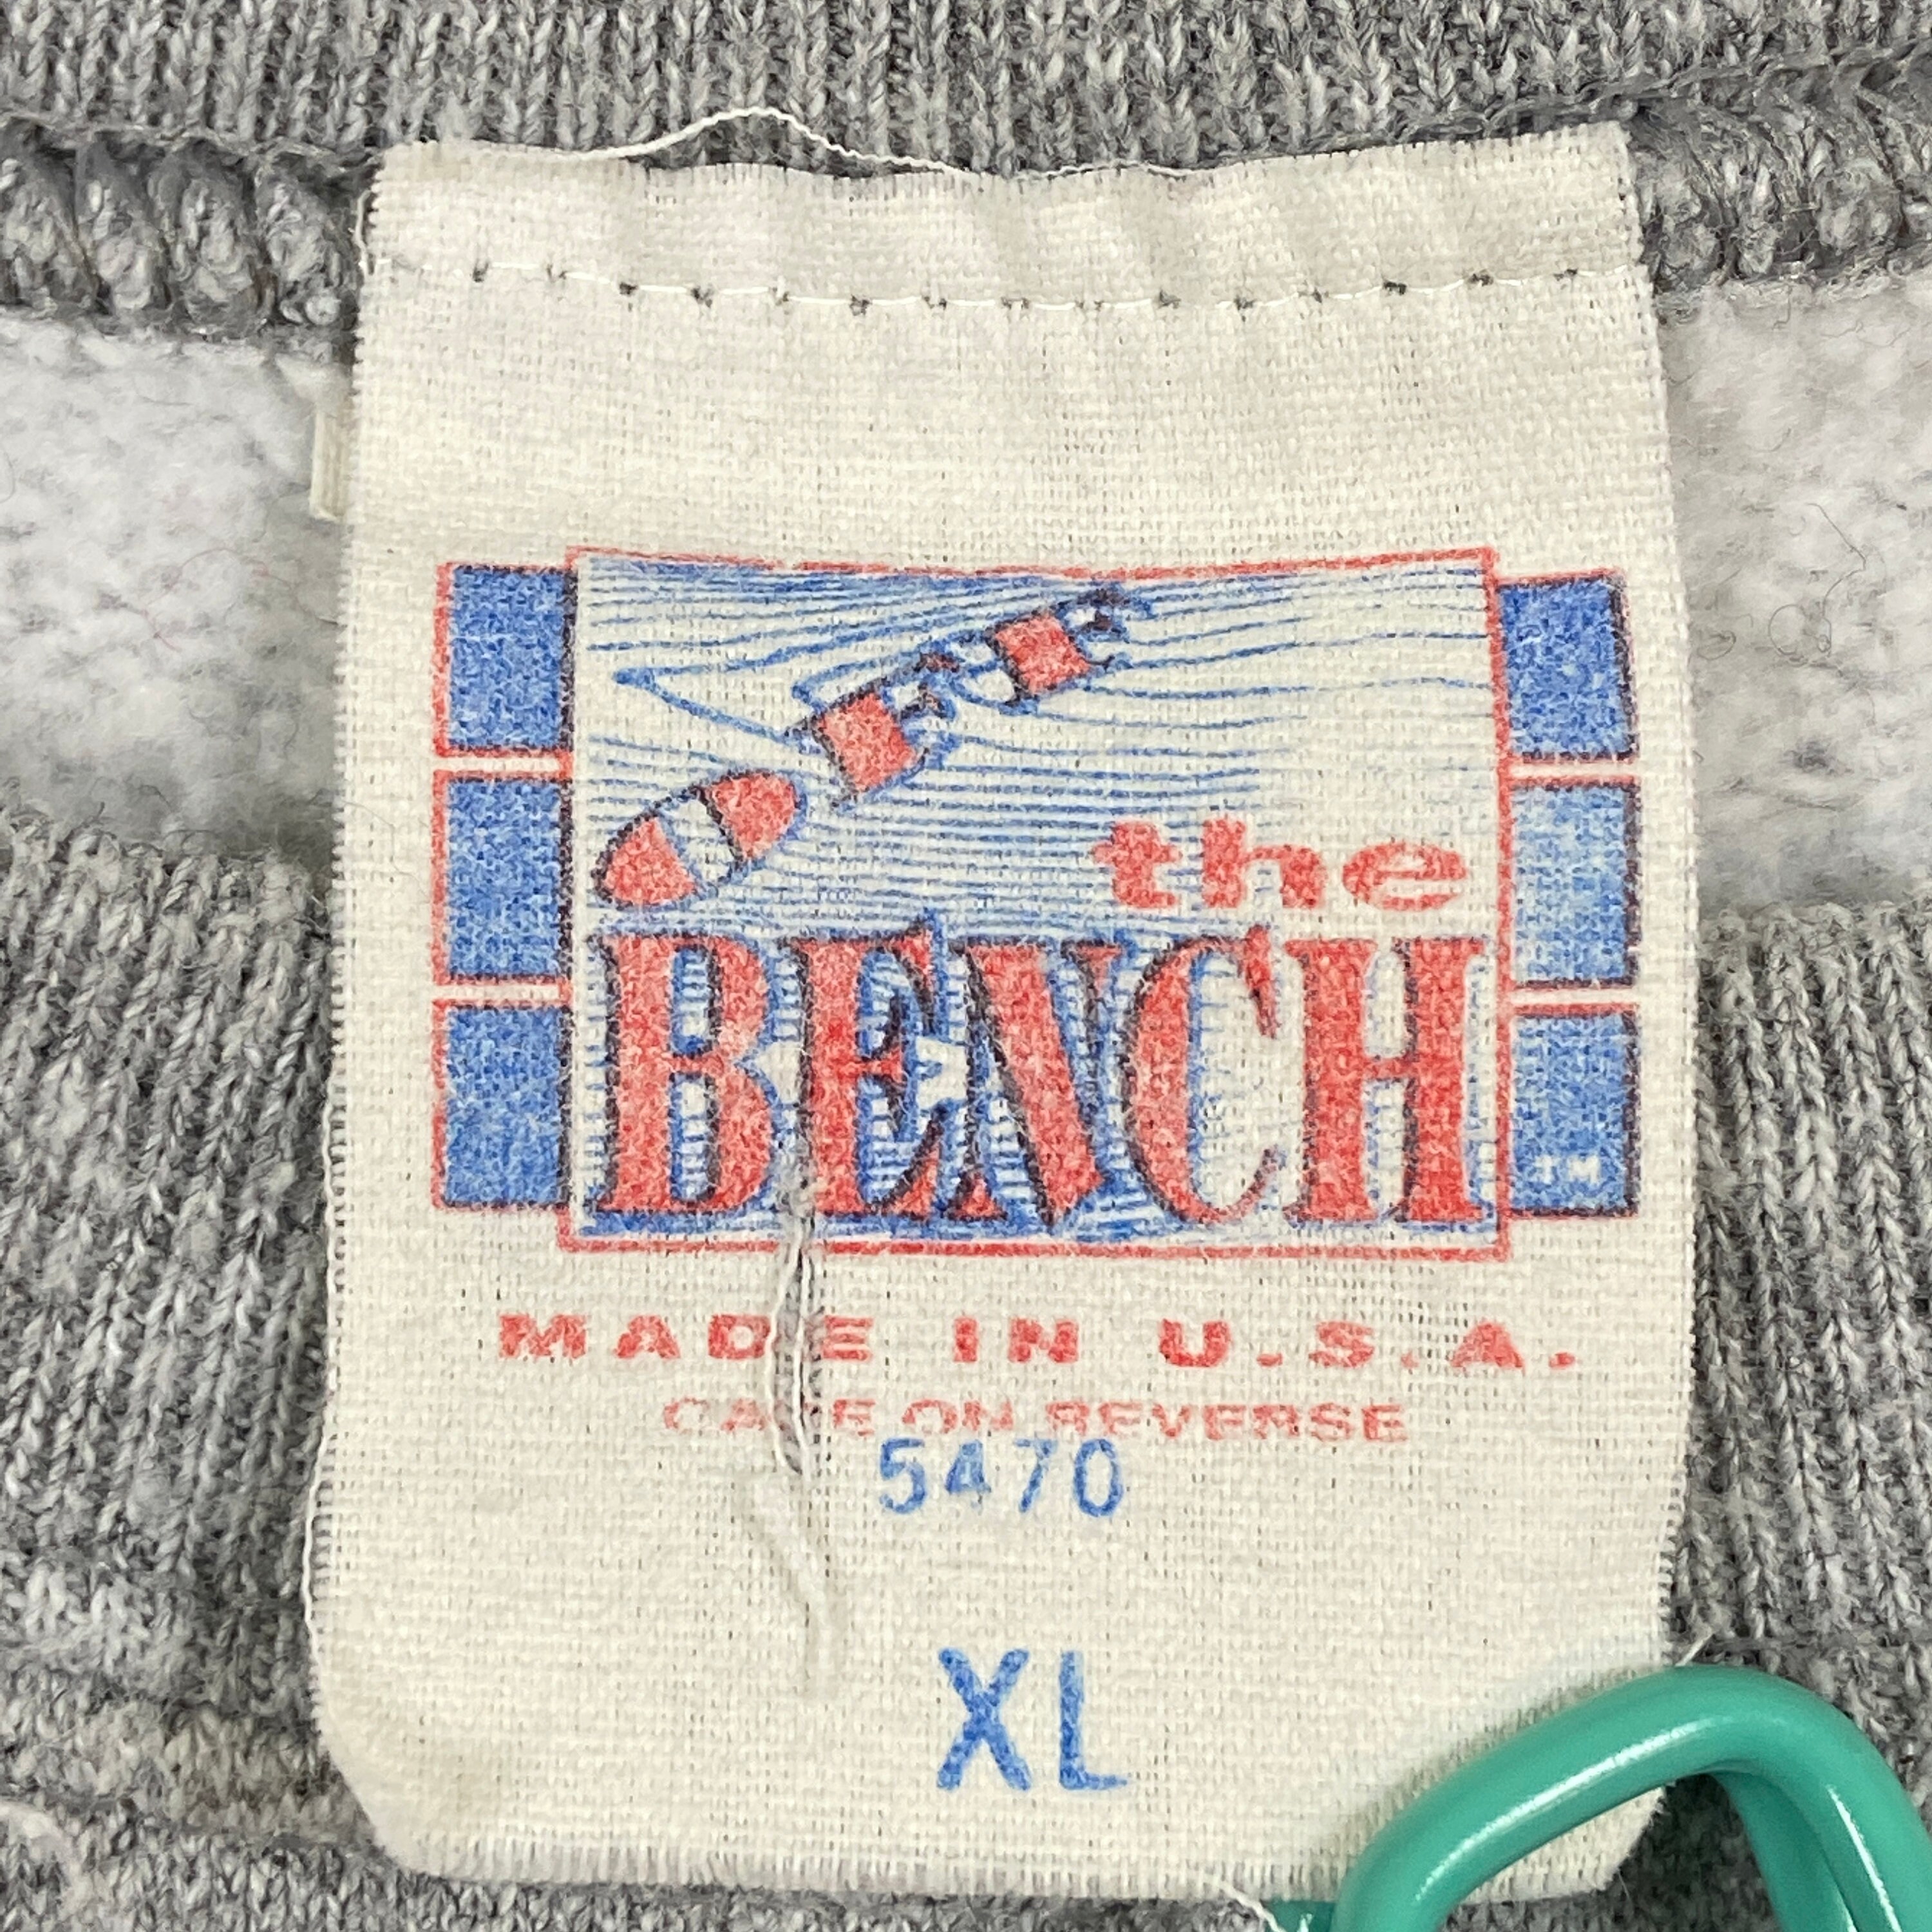 the
BENCH
TM
MADE IN U.S.A.
CARE ON REVERSE
5470
XL